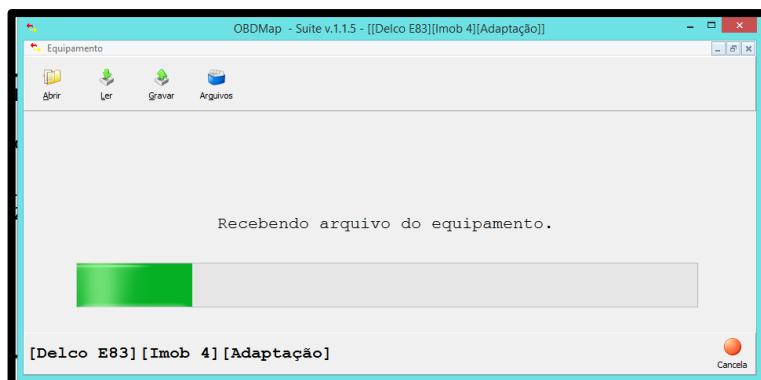 OBDMap - Suite v.1.1.5 - [[Delco E83][Imob 4][Adaptação]]
Equipamento
Abrir Ler Gravar Arquivos
Recebendo arquivo do equipamento.
[Delco E83][Imob 4][Adaptação]
Cancela